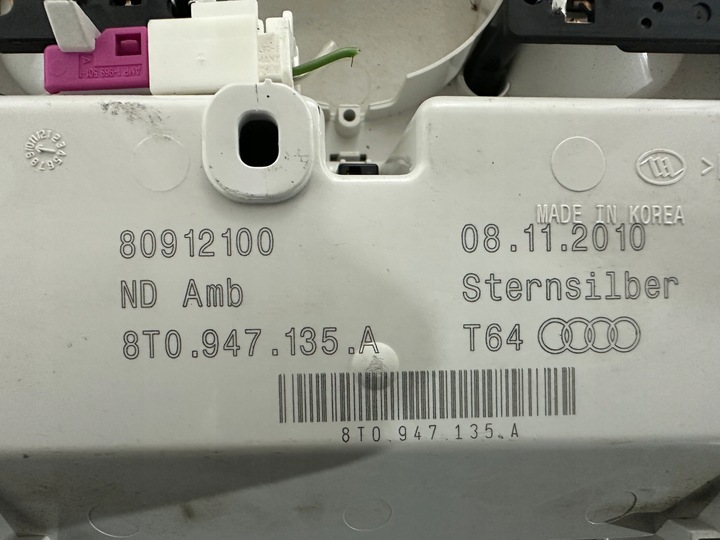 MADE IN KOREA
80912100
08.11.2010
ND Amb
Sternsilber
8T0.947.135.A
T64
8T0.947.135.A